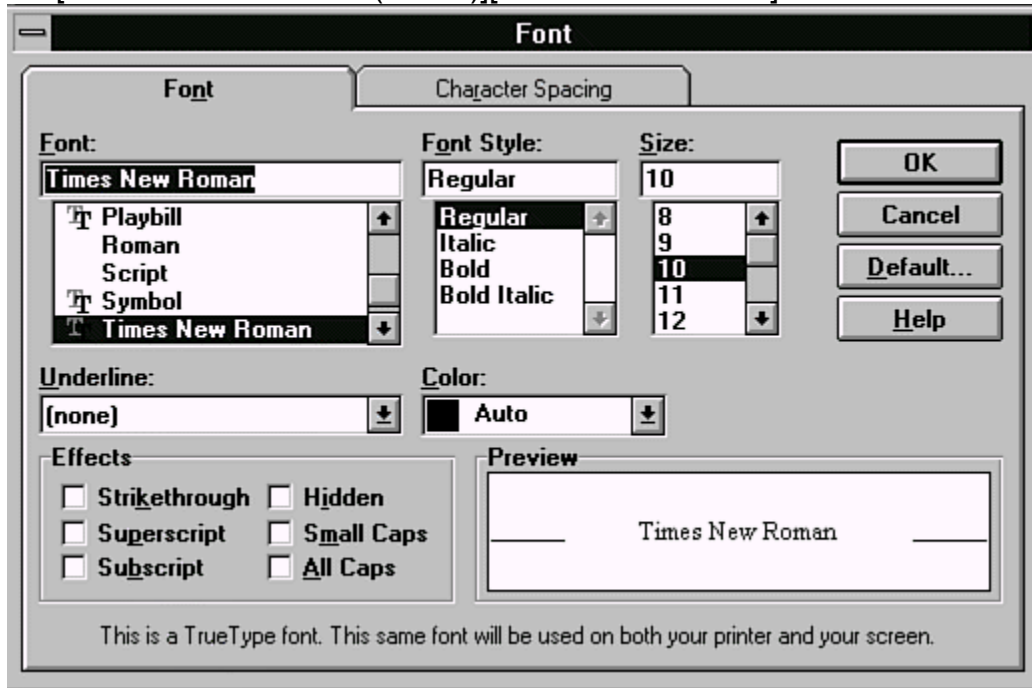 Font
Font
Character Spacing
Font:
Font Style:
Size:
Times New Roman
Regular
10
Playbill
Roman
Script
Symbol
Times New Roman
Regular
Italic
Bold
Bold Italic
8
9
10
11
12
OK
Cancel
Default...
Help
Underline:
Color:
(none)
Auto
Effects
Strikethrough
Hidden
Superscript
Small Caps
Subscript
All Caps
Preview
Times New Roman
This is a TrueType font. This same font will be used on both your printer and your screen.